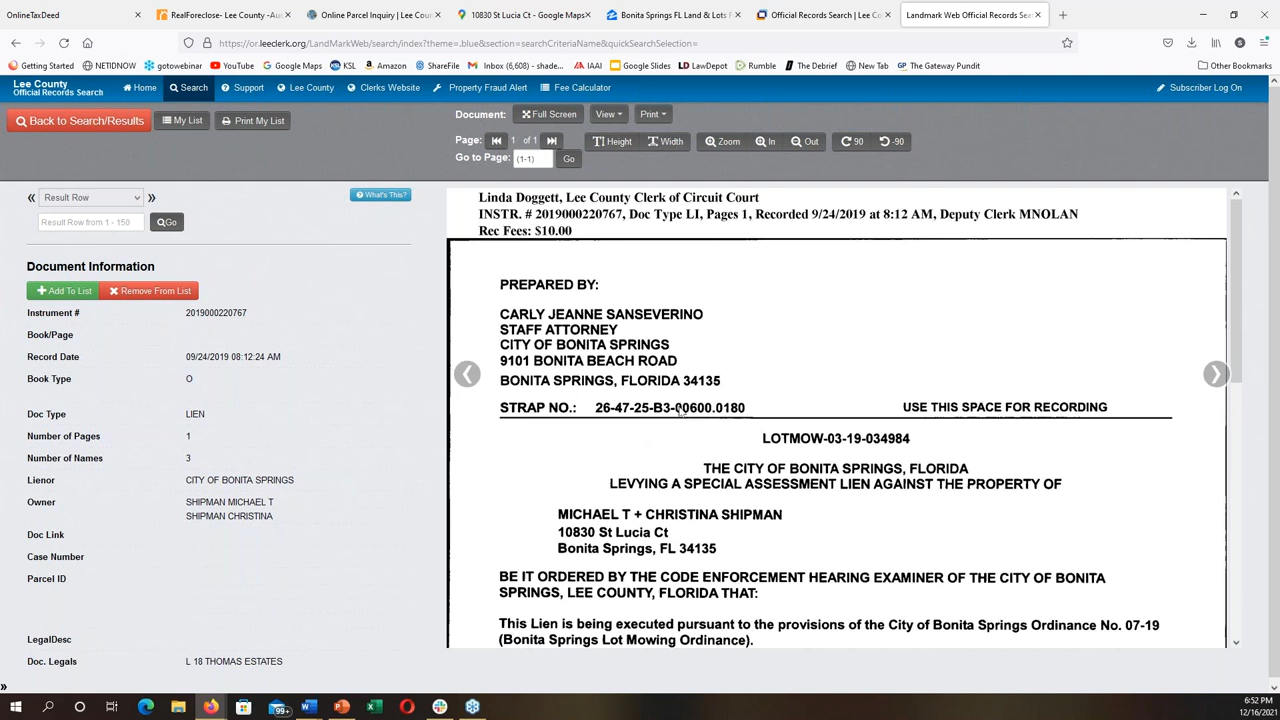 OnlineTaxDeed
RealForeclose- Lee County -Auc
Online Parcel Inquiry | Lee Coun
10830 St Lucia Ct - Google Maps
Bonita Springs FL Land & Lots F
Official Records Search | Lee Co
Landmark Web Official Records Sea
https://or.leeclerk.org/LandMarkWeb/search/index?theme=.blue&section=searchCriteriaName&quickSearchSelection=
Getting Started
NETIDNOW
gotowebinar
YouTube
Google Maps
KSL
Amazon
ShareFile
Inbox (6,608) - shade...
IAAI
Google Slides
LD LawDepot
Rumble
The Debrief
New Tab
GP The Gateway Pundit
Other Bookmarks
Lee County
Official Records Search
Home
Search
Support
Lee County
Clerks Website
Property Fraud Alert
Fee Calculator
Subscriber Log On
Back to Search/Results
My List
Print My List
Document:
Full Screen
View
Print
Page:
1 of 1
Height
Width
Zoom
In
Out
90
-90
Go to Page:
(1-1)
Go
Result Row
What's This?
Result Row from 1 - 150
Go
Document Information
Add To List
Remove From List
Instrument # 2019000220767
Book/Page
Record Date 09/24/2019 08:12:24 AM
Book Type O
Doc Type LIEN
Number of Pages 1
Number of Names 3
Lienor CITY OF BONITA SPRINGS
Owner SHIPMAN MICHAEL T
SHIPMAN CHRISTINA
Doc Link
Case Number
Parcel ID
LegalDesc
Doc. Legals L 18 THOMAS ESTATES
Linda Doggett, Lee County Clerk of Circuit Court
INSTR. # 2019000220767, Doc Type LI, Pages 1, Recorded 9/24/2019 at 8:12 AM, Deputy Clerk MNOLAN
Rec Fees: $10.00
PREPARED BY:
CARLY JEANNE SANSEVERINO
STAFF ATTORNEY
CITY OF BONITA SPRINGS
9101 BONITA BEACH ROAD
BONITA SPRINGS, FLORIDA 34135
STRAP NO.: 26-47-25-B3-00600.0180 USE THIS SPACE FOR RECORDING
LOTMOW-03-19-034984
THE CITY OF BONITA SPRINGS, FLORIDA
LEVYING A SPECIAL ASSESSMENT LIEN AGAINST THE PROPERTY OF
MICHAEL T + CHRISTINA SHIPMAN
10830 St Lucia Ct
Bonita Springs, FL 34135
BE IT ORDERED BY THE CODE ENFORCEMENT HEARING EXAMINER OF THE CITY OF BONITA
SPRINGS, LEE COUNTY, FLORIDA THAT:
This Lien is being executed pursuant to the provisions of the City of Bonita Springs Ordinance No. 07-19
(Bonita Springs Lot Mowing Ordinance).
99+
6:52 PM
12/16/2021